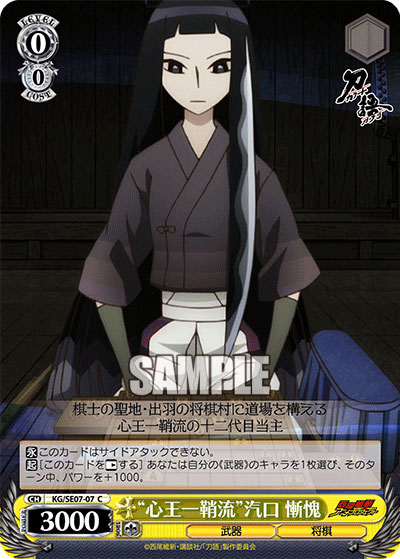 LEVEL
0
0
COST
刀語
SAMPLE
棋士の聖地・出羽の将棋村に道場を構える
心王一鞘流の十二代目当主
永 このカードはサイドアタックできない。
起 [このカードをする] あなたは自分の《武器》のキャラを1枚選び、そのターン中、パワーを＋1000。
CH KG/SE07-07 C
POWER 3000
“心王一鞘流”汽口 慚愧
武器 将棋
©西尾維新・講談社/「刀語」製作委員会